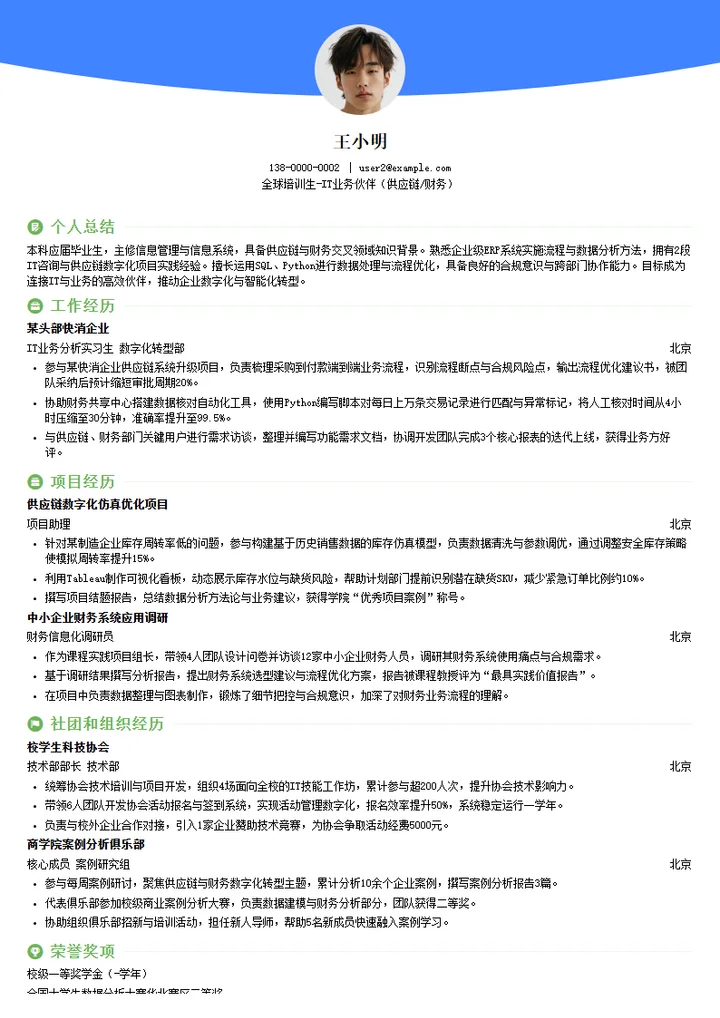 王小明
138-0000-0002 | user2@example.com
全球培训生-IT业务伙伴（供应链/财务）
个人总结
本科应届毕业生，主修信息管理与信息系统，具备供应链与财务交叉领域知识背景。熟悉企业级ERP系统实施流程与数据分析方法，拥有2段
IT咨询与供应链数字化项目实践经验。擅长运用SQL、Python进行数据处理与流程优化，具备良好的合规意识与跨部门协作能力。目标成为
连接IT与业务的高效伙伴，推动企业数字化与智能化转型。
工作经历
某头部快消企业
IT业务分析实习生 数字化转型部 北京
• 参与某快消企业供应链系统升级项目，负责梳理采购到付款端到端业务流程，识别流程断点与合规风险点，输出流程优化建议书，被团
队采纳后预计缩短审批周期20%。
• 协助财务共享中心搭建数据核对自动化工具，使用Python编写脚本对每日上万条交易记录进行匹配与异常标记，将人工核对时间从4小
时压缩至30分钟，准确率提升至99.5%。
• 与供应链、财务部门关键用户进行需求访谈，整理并编写功能需求文档，协调开发团队完成3个核心报表的迭代上线，获得业务方好
评。
项目经历
供应链数字化仿真优化项目
项目助理 北京
• 针对某制造企业库存周转率低的问题，参与构建基于历史销售数据的库存仿真模型，负责数据清洗与参数调优，通过调整安全库存策略
使模拟周转率提升15%。
• 利用Tableau制作可视化看板，动态展示库存水位与缺货风险，帮助计划部门提前识别潜在缺货SKU，减少紧急订单比例约10%。
• 撰写项目结题报告，总结数据分析方法论与业务建议，获得学院“优秀项目案例”称号。
中小企业财务系统应用调研
财务信息化调研员 北京
• 作为课程实践项目组长，带领4人团队设计问卷并访谈12家中小企业财务人员，调研其财务系统使用痛点与合规需求。
• 基于调研结果撰写分析报告，提出财务系统选型建议与流程优化方案，报告被课程教授评为“最具实践价值报告”。
• 在项目中负责数据整理与图表制作，锻炼了细节把控与合规意识，加深了对财务业务流程的理解。
社团和组织经历
校学生科技协会
技术部部长 技术部 北京
• 统筹协会技术培训与项目开发，组织4场面向全校的IT技能工作坊，累计参与超200人次，提升协会技术影响力。
• 带领6人团队开发协会活动报名与签到系统，实现活动管理数字化，报名效率提升50%，系统稳定运行一学年。
• 负责与校外企业合作对接，引入1家企业赞助技术竞赛，为协会争取活动经费5000元。
商学院案例分析俱乐部
核心成员 案例研究组 北京
• 参与每周案例研讨，聚焦供应链与财务数字化转型主题，累计分析10余个企业案例，撰写案例分析报告3篇。
• 代表俱乐部参加校级商业案例分析大赛，负责数据建模与财务分析部分，团队获得二等奖。
• 协助组织俱乐部招新与培训活动，担任新人导师，帮助5名新成员快速融入案例学习。
荣誉奖项
校级一等奖学金（-学年）